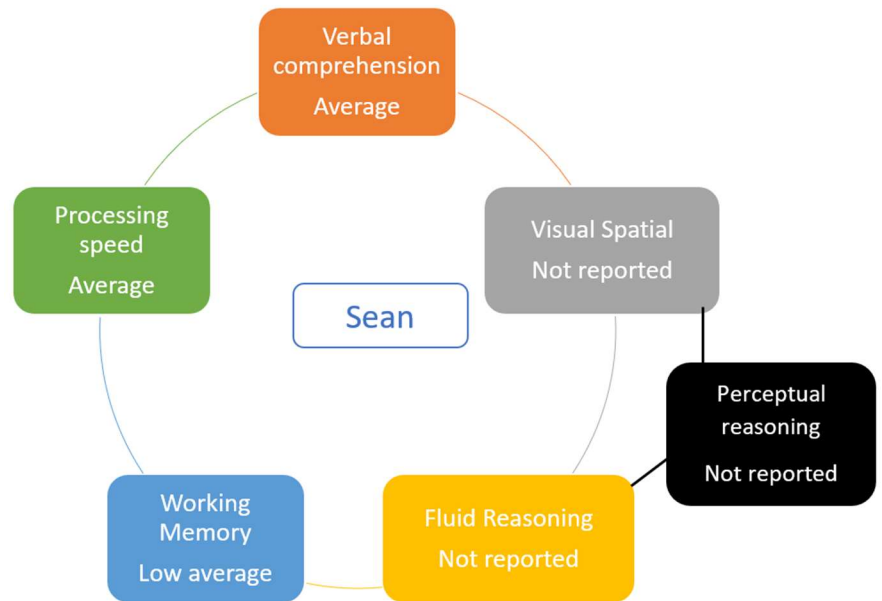 Verbal
comprehension
Average
Processing
speed
Average
Visual Spatial
Not reported
Sean
Perceptual
reasoning
Not reported
Working
Memory
Low average
Fluid Reasoning
Not reported